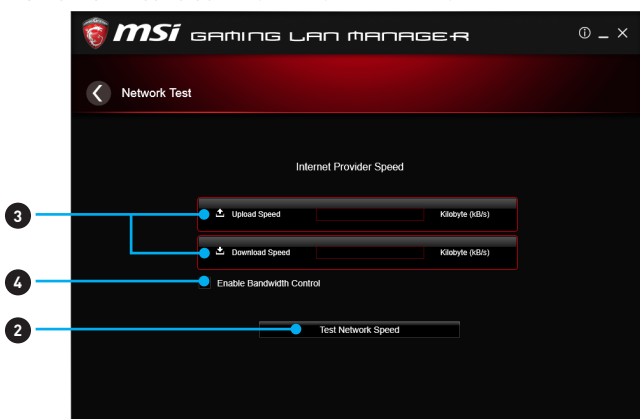 msi GAMING LAN MANAGER
Network Test
Internet Provider Speed
3
Upload Speed
Kilobyte (kB/s)
Download Speed
Kilobyte (kB/s)
4
Enable Bandwidth Control
2
Test Network Speed